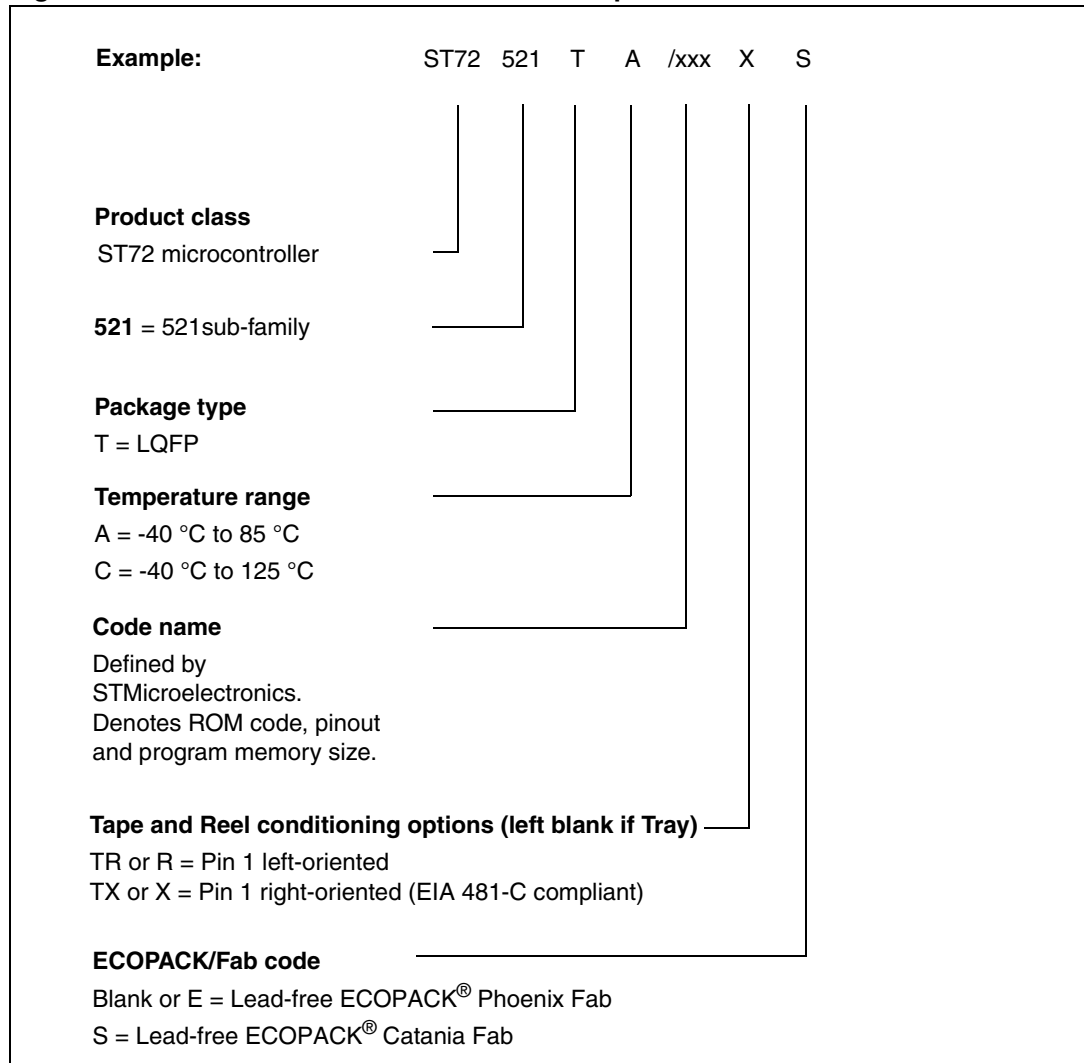 Example: ST72 521 T A /xxx X S
Product class
ST72 microcontroller
521 = 521sub-family
Package type
T = LQFP
Temperature range
A = -40 °C to 85 °C
C = -40 °C to 125 °C
Code name
Defined by
STMicroelectronics.
Denotes ROM code, pinout
and program memory size.
Tape and Reel conditioning options (left blank if Tray)
TR or R = Pin 1 left-oriented
TX or X = Pin 1 right-oriented (EIA 481-C compliant)
ECOPACK/Fab code
Blank or E = Lead-free ECOPACK® Phoenix Fab
S = Lead-free ECOPACK® Catania Fab